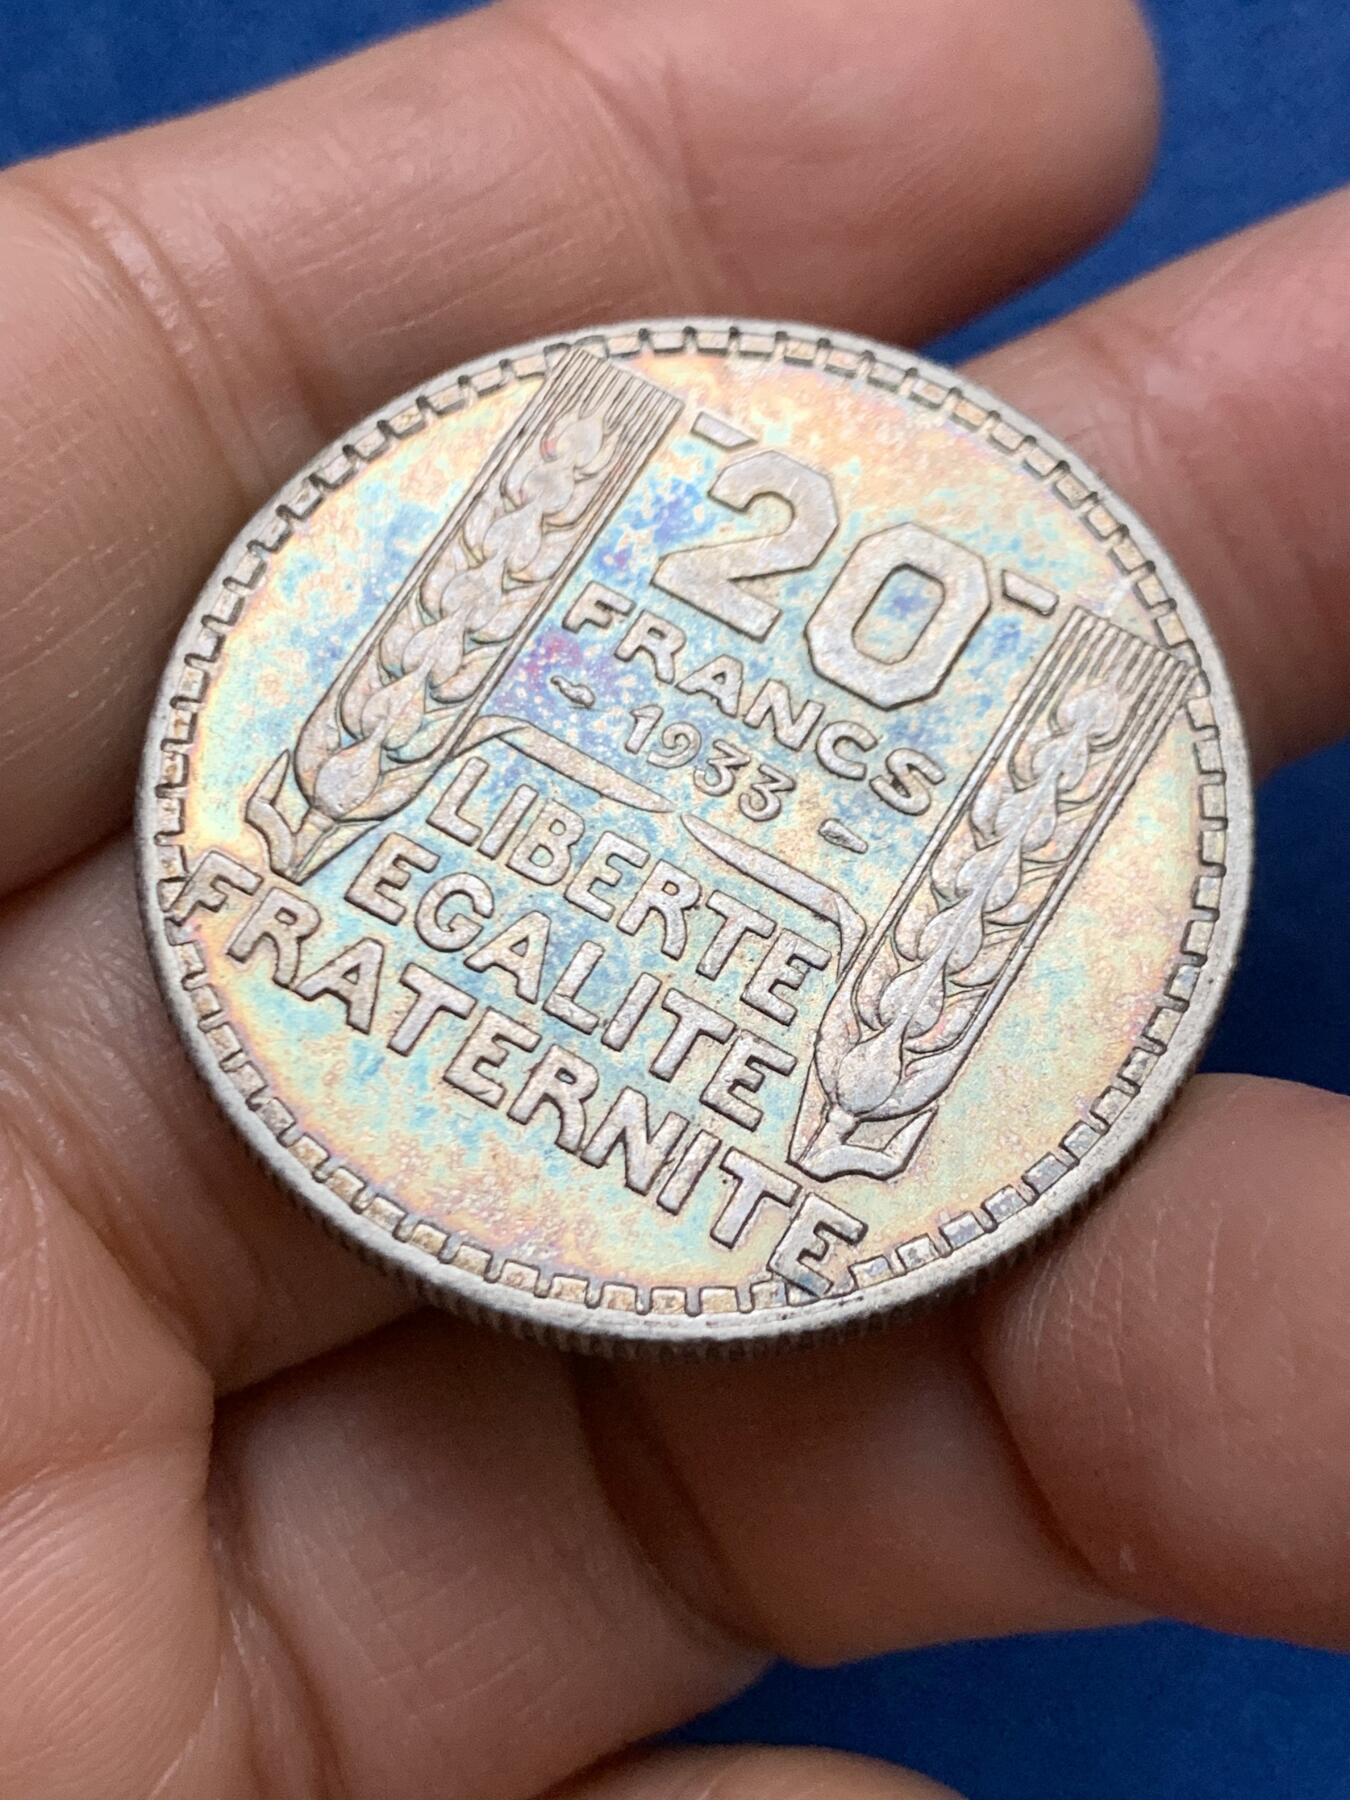 20
FRANCS
1933
LIBERTE
EGALITE
FRATERNITE